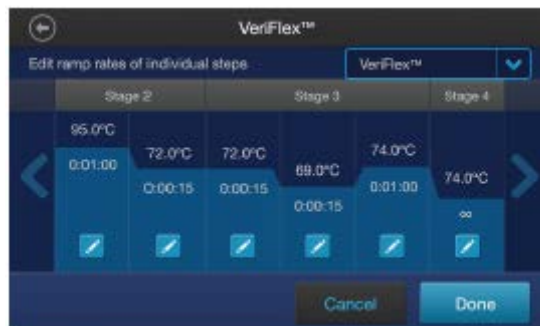 VeriFlex™
Edit ramp rates of individual steps VeriFlex™
Stage 2 Stage 3 Stage 4
95.0°C 72.0°C 72.0°C 69.0°C 74.0°C 74.0°C
0:01:00 0:00:15 0:00:15 0:00:15 0:01:00 ∞
Cancel Done